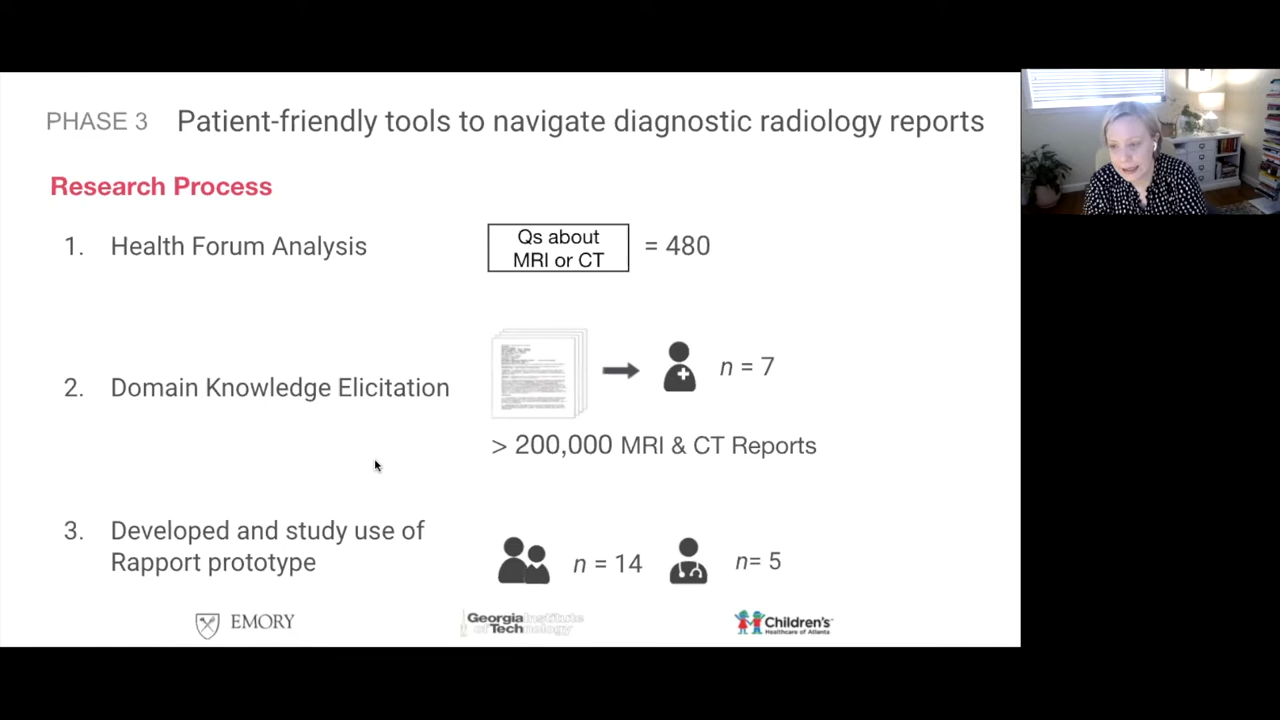 PHASE 3 Patient-friendly tools to navigate diagnostic radiology reports
Research Process
1. Health Forum Analysis
Qs about
MRI or CT
= 480
2. Domain Knowledge Elicitation
n = 7
> 200,000 MRI & CT Reports
3. Developed and study use of
Rapport prototype
n = 14
n= 5
EMORY
Georgia Institute
of Technology
Children's
Healthcare of Atlanta